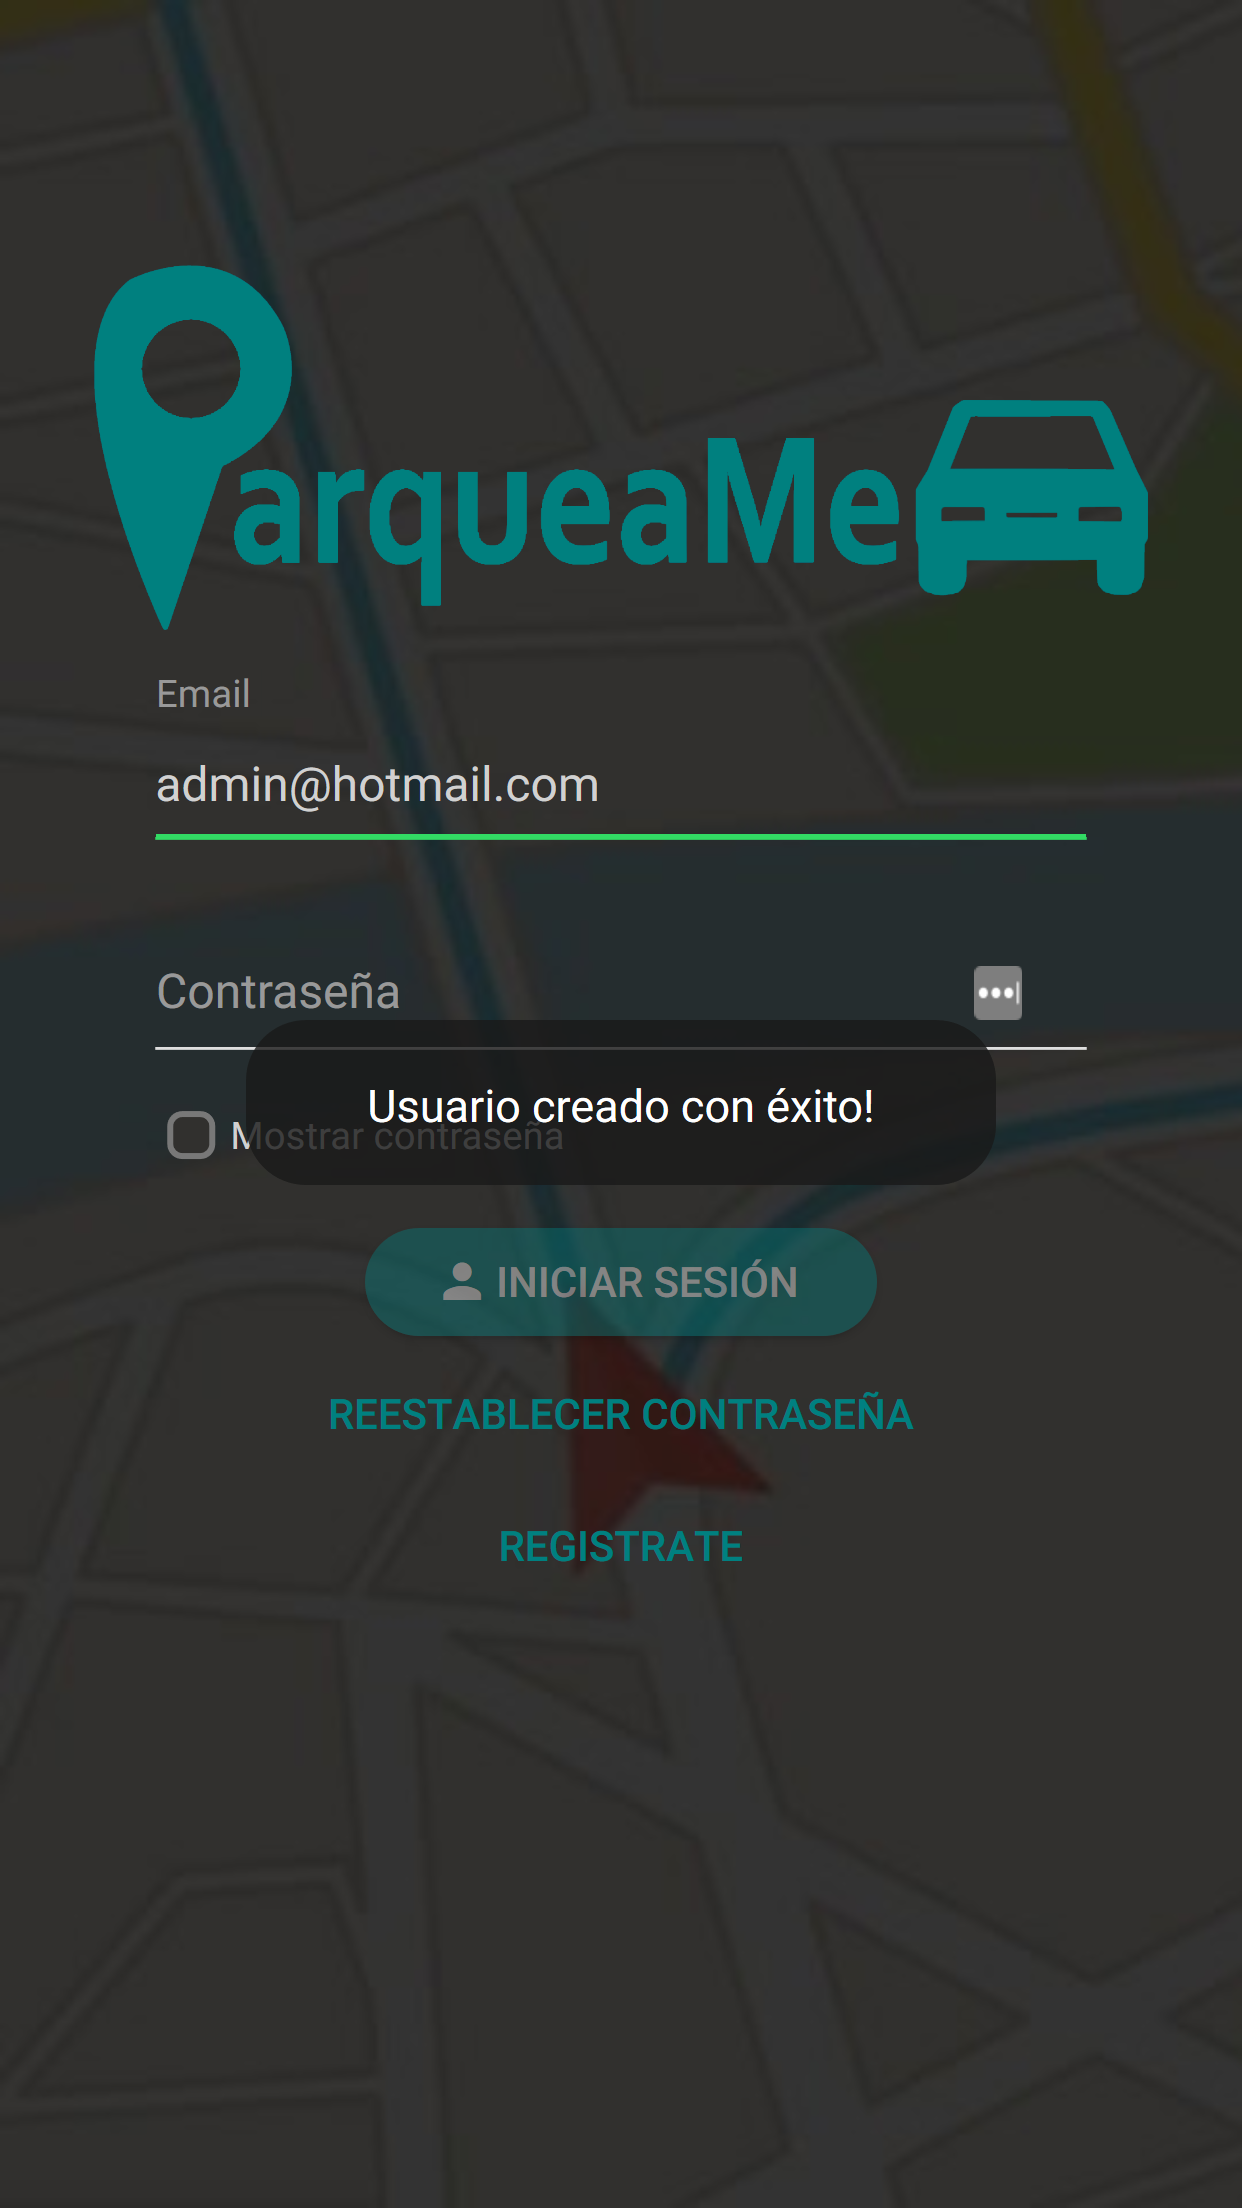 ParqueaMe
Email
admin@hotmail.com
Contraseña
Usuario creado con éxito!
Mostrar contraseña
INICIAR SESIÓN
REESTABLECER CONTRASEÑA
REGISTRATE